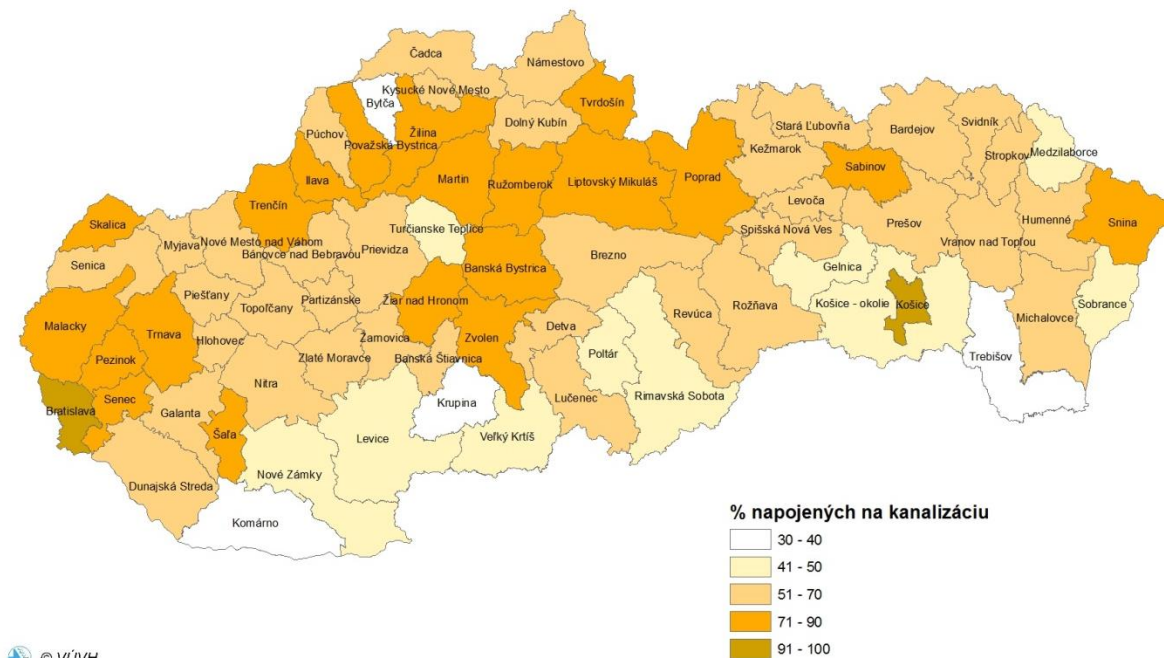 Čadca
Námestovo
Kysucké Nové Mesto
Bytča
Tvrdošín
Púchov
Žilina
Dolný Kubín
Považská Bystrica
Stará Ľubovňa
Bardejov
Svidník
Kežmarok
Stropkov
Medzilaborce
Ilava
Martin
Ružomberok
Liptovský Mikuláš
Poprad
Sabinov
Trenčín
Levoča
Skalica
Turčianske Teplice
Prešov
Humenné
Snina
Myjava
Nové Mesto nad Váhom
Bánovce nad Bebravou
Prievidza
Spišská Nová Ves
Vranov nad Topľou
Senica
Banská Bystrica
Brezno
Gelnica
Piešťany
Topoľčany
Partizánske
Žiar nad Hronom
Rožňava
Košice - okolie
Košice
Sobrance
Malacky
Trnava
Zvolen
Detva
Revúca
Michalovce
Hlohovec
Žarnovica
Pezinok
Zlaté Moravce
Banská Štiavnica
Poltár
Trebišov
Nitra
Senec
Krupina
Rimavská Sobota
Bratislava
Galanta
Lučenec
Šaľa
Levice
Veľký Krtíš
Nové Zámky
Dunajská Streda
Komárno
% napojených na kanalizáciu
30 - 40
41 - 50
51 - 70
71 - 90
91 - 100
© VÚVH